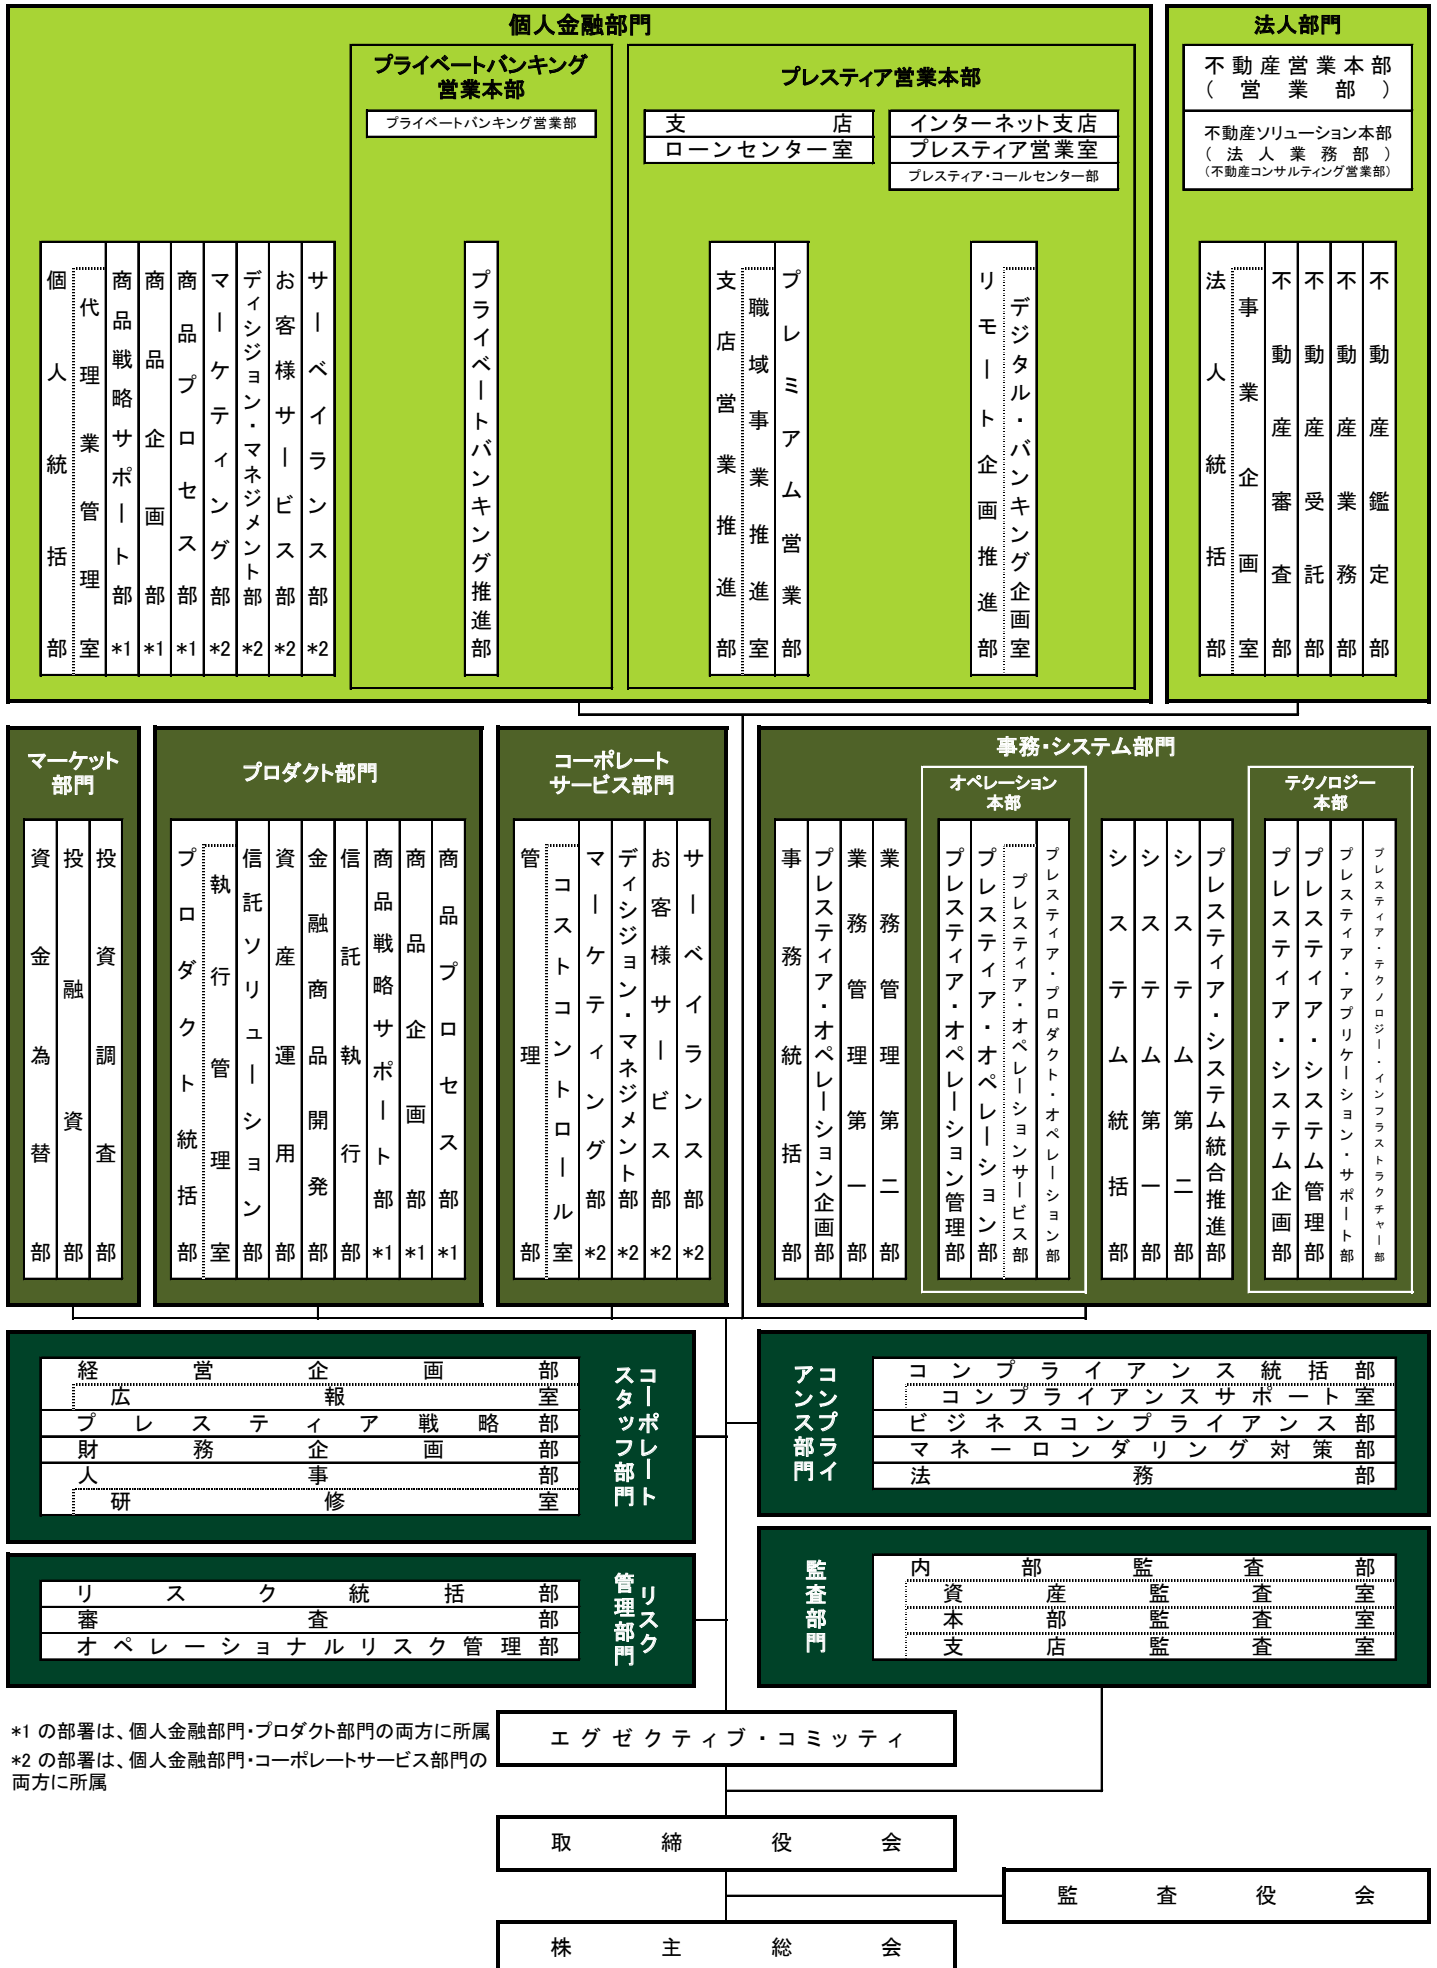 個人金融部門
プライベートバンキング
営業本部
プライベートバンキング営業部
プレスティア営業本部
支店
ローンセンター室
インターネット支店
プレスティア営業室
プレスティア・コールセンター部
個人統括部
代理業管理室
商品戦略サポート部*1
商品企画部*1
商品プロセス部*1
マーケティング部*2
ディシジョン・マネジメント部*2
お客様サービス部*2
サーベイランス部*2
プライベートバンキング推進部
支店営業推進部
職域事業推進室
プレミアム営業部
リモート企画推進部
デジタル・バンキング企画室
法人部門
不動産営業本部
(営業部)
不動産ソリューション本部
(法人業務部)
(不動産コンサルティング営業部)
法人統括部
事業企画室
不動産審査部
不動産受託部
不動産業務部
不動産鑑定部
マーケット
部門
資金為替部
投融資部
投資調査部
プロダクト部門
プロダクト統括部
執行管理室
信託ソリューション部
資産運用部
金融商品開発部
信託執行部
商品戦略サポート部*1
商品企画部*1
商品プロセス部*1
コーポレート
サービス部門
管理部
コストコントロール室
マーケティング部*2
ディシジョン・マネジメント部*2
お客様サービス部*2
サーベイランス部*2
事務・システム部門
事務統括部
プレスティア・オペレーション企画部
業務管理第一部
業務管理第二部
オペレーション
本部
プレスティア・オペレーション管理部
プレスティア・オペレーション部
プレスティア・オペレーションサービス部
プレスティア・プロダクト・オペレーション部
システム統括部
システム第一部
システム第二部
プレスティア・システム統合推進部
テクノロジー
本部
プレスティア・システム企画部
プレスティア・システム管理部
プレスティア・アプリケーション・サポート部
プレスティア・テクノロジー・インフラストラクチャー部
コーポレート
スタッフ部門
経営企画部
広報室
プレスティア戦略部
財務企画部
人事部
研修室
コンプライ
アンス部門
コンプライアンス統括部
コンプライアンスサポート室
ビジネスコンプライアンス部
マネーロンダリング対策部
法務部
リスク
管理部門
リスク統括部
審査部
オペレーショナルリスク管理部
監査部門
内部監査部
資産監査室
本部監査室
支店監査室
*1 の部署は、個人金融部門・プロダクト部門の両方に所属
*2 の部署は、個人金融部門・コーポレートサービス部門の
両方に所属
エグゼクティブ・コミッティ
取締役会
監査役会
株主総会